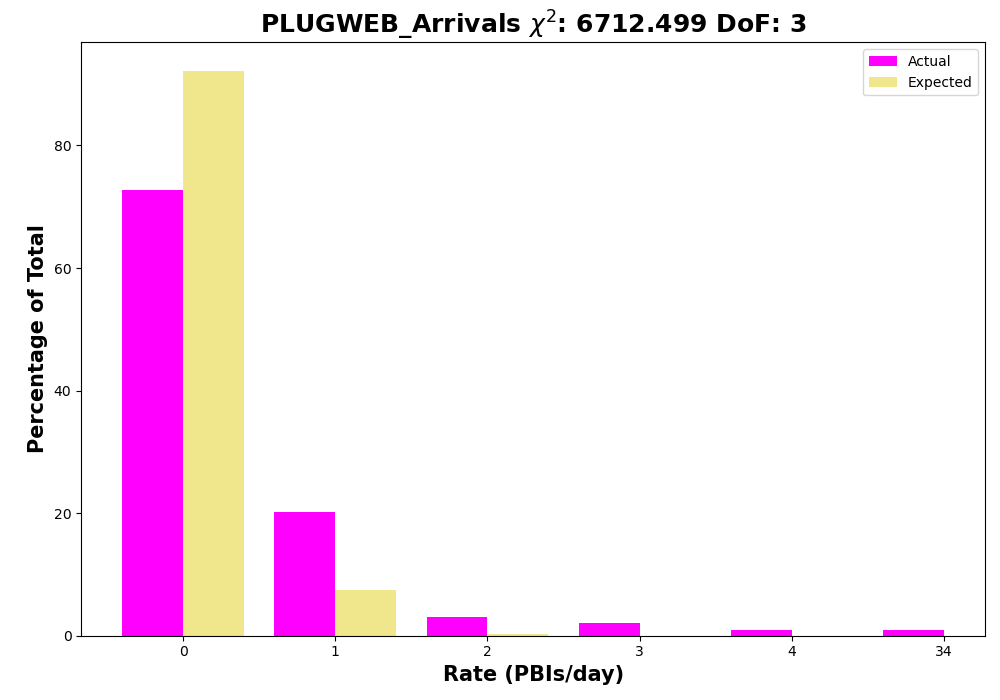 PLUGWEB_Arrivals χ²: 6712.499 DoF: 3
Actual
Expected
Percentage of Total
80
60
40
20
0
0 1 2 3 4 34
Rate (PBIs/day)